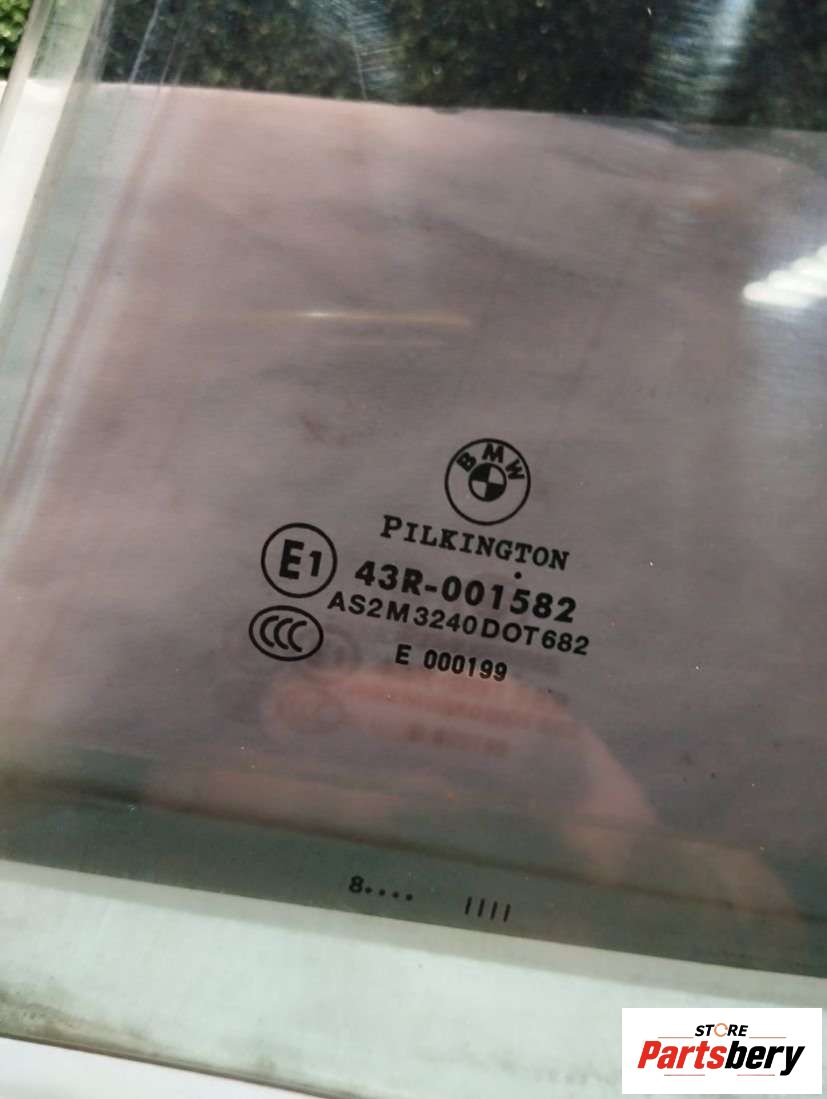 BMW
PILKINGTON
E1 43R-001582
CCC AS2M3240DOT682
E 000199
8.... ||||
STORE
Partsbery